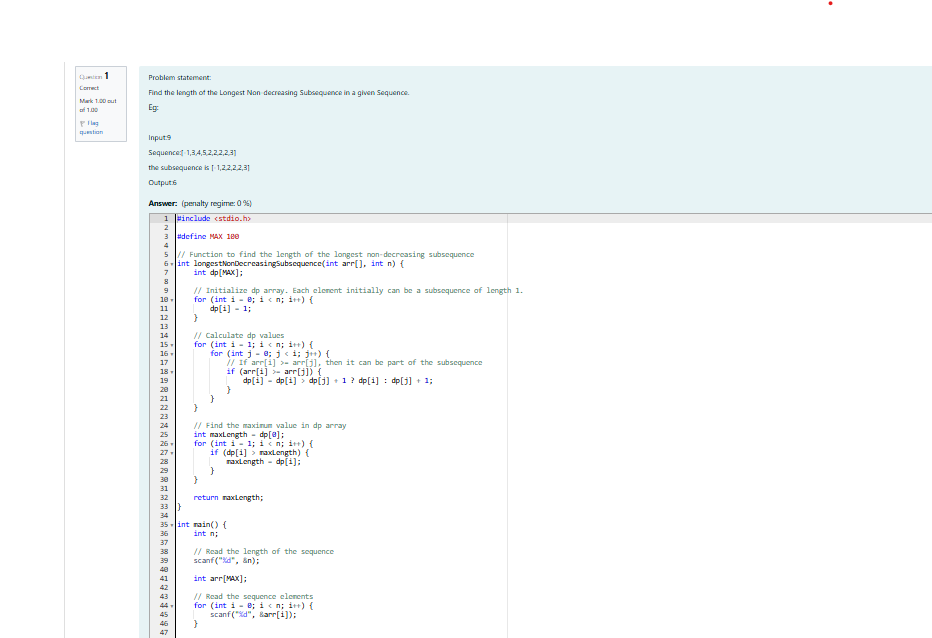 Question 1
Correct
Mark 1.00 out
of 1.00
Flag
question
Problem statement:
Find the length of the Longest Non-decreasing Subsequence in a given Sequence.
Eg:
Input:9
Sequence:[-1,3,4,5,2,2,2,2,3]
the subsequence is [-1,2,2,2,2,3]
Output:6
Answer: (penalty regime: 0 %)
1 #include <stdio.h>
2
3 #define MAX 100
4
5 // Function to find the length of the longest non-decreasing subsequence
6 int longestNonDecreasingSubsequence(int arr[], int n) {
7 int dp[MAX];
8
9 // Initialize dp array. Each element initially can be a subsequence of length 1.
10 for (int i = 0; i < n; i++) {
11 dp[i] = 1;
12 }
13
14 // Calculate dp values
15 for (int i = 1; i < n; i++) {
16 for (int j = 0; j < i; j++) {
17 // If arr[i] >= arr[j], then it can be part of the subsequence
18 if (arr[i] >= arr[j]) {
19 dp[i] = dp[i] > dp[j] + 1 ? dp[i] : dp[j] + 1;
20 }
21 }
22 }
23
24 // Find the maximum value in dp array
25 int maxLength = dp[0];
26 for (int i = 1; i < n; i++) {
27 if (dp[i] > maxLength) {
28 maxLength = dp[i];
29 }
30 }
31
32 return maxLength;
33 }
34
35 int main() {
36 int n;
37
38 // Read the length of the sequence
39 scanf("%d", &n);
40
41 int arr[MAX];
42
43 // Read the sequence elements
44 for (int i = 0; i < n; i++) {
45 scanf("%d", &arr[i]);
46 }
47